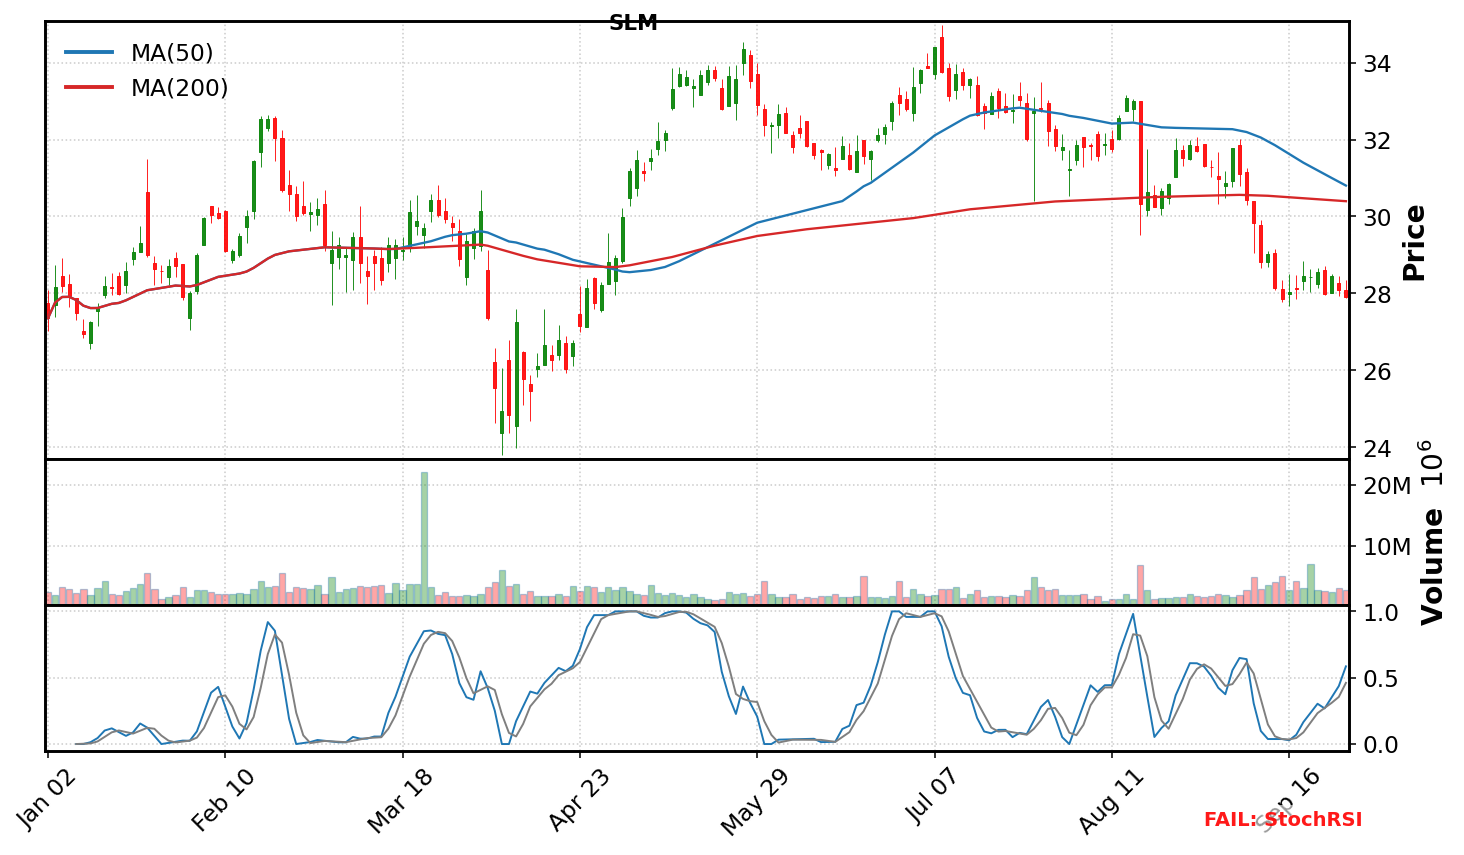 SLM
MA(50)
MA(200)
34
32
30
28
26
24
Price
20M
10M
Volume 10^6
1.0
0.5
0.0
Jan 02
Feb 10
Mar 18
Apr 23
May 29
Jul 07
Aug 11
Sep 16
FAIL: StochRSI